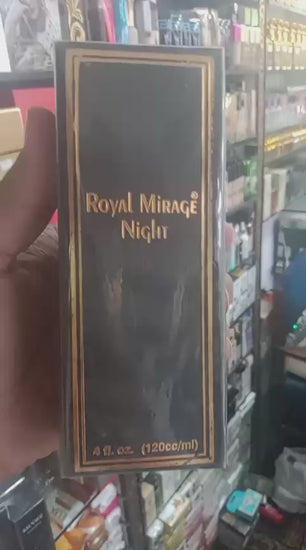 Royal Mirage®
Night
4 fl. oz. (120cc/ml)